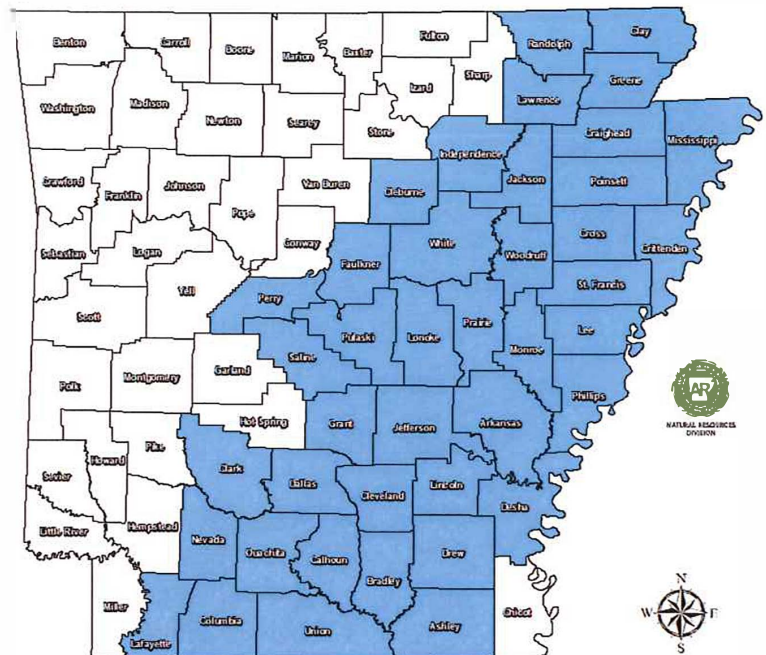 Benton
Carroll
Boone
Marion
Baxter
Fulton
Randolph
Clay
Sharp
Izard
Greene
Lawrence
Washington
Madison
Newton
Searcy
Stone
Craighead
Mississippi
Independence
Jackson
Poinsett
Crawford
Franklin
Johnson
Van Buren
Cleburne
Pope
Conway
White
Woodruff
Cross
Crittenden
Sebastian
Logan
Faulkner
St. Francis
Yell
Perry
Scott
Pulaski
Lonoke
Prairie
Monroe
Lee
Saline
Polk
Montgomery
Garland
Phillips
Hot Spring
Grant
Jefferson
Arkansas
AR
NATURAL RESOURCES
DIVISION
Howard
Pike
Clark
Sevier
Dallas
Cleveland
Lincoln
Desha
Little River
Hempstead
Nevada
Ouachita
Calhoun
Bradley
Drew
Miller
Lafayette
Columbia
Union
Ashley
Chicot
N
W
E
S